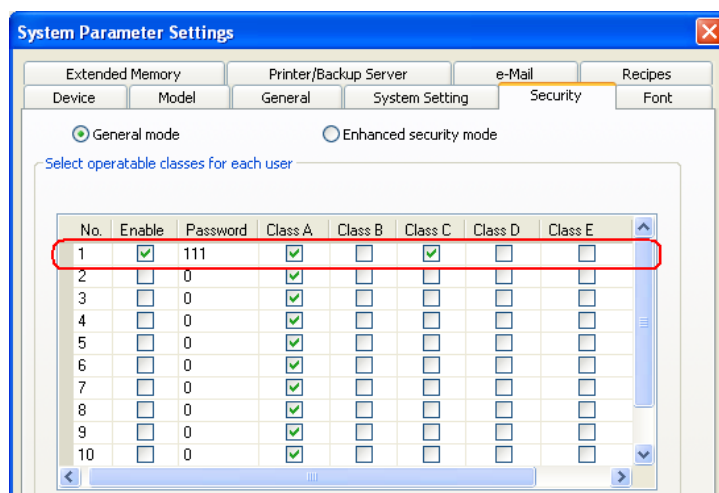 System Parameter Settings
Extended Memory Printer/Backup Server e-Mail Recipes
Device Model General System Setting Security Font
General mode Enhanced security mode
Select operatable classes for each user
No. Enable Password Class A Class B Class C Class D Class E
1 111
2 0
3 0
4 0
5 0
6 0
7 0
8 0
9 0
10 0